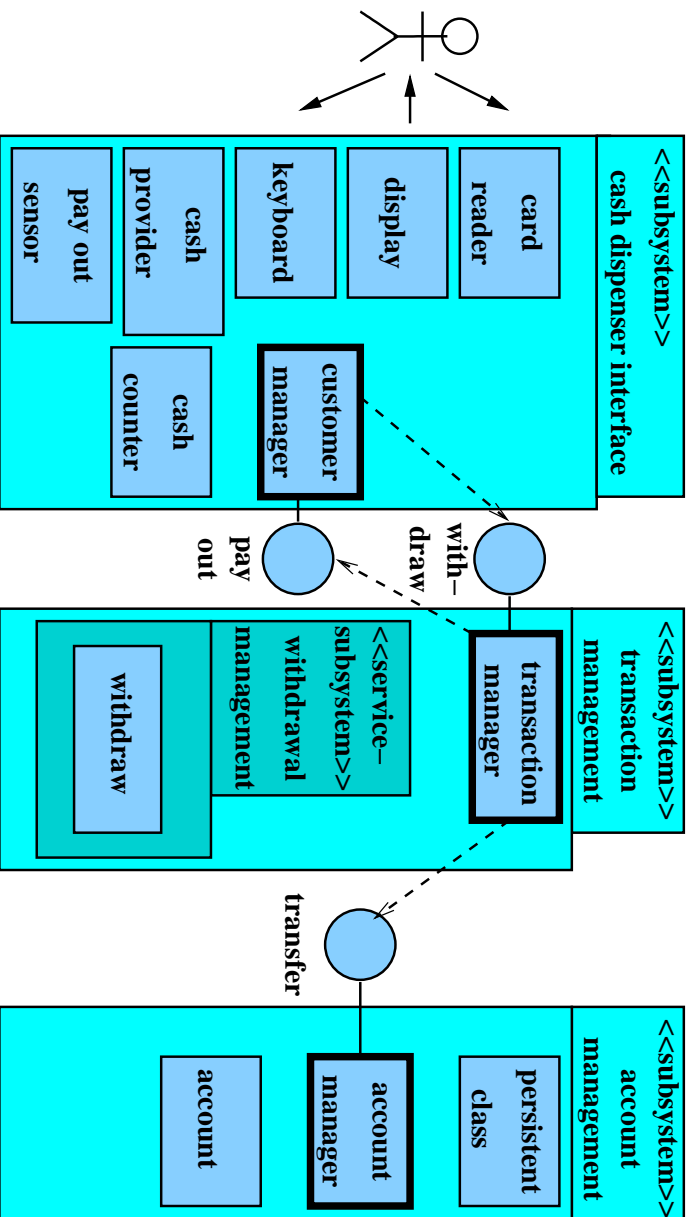 <<subsystem>>
cash dispenser interface
card
reader
display
keyboard
cash
provider
pay out
sensor
customer
manager
cash
counter
with–
draw
pay
out
<<subsystem>>
transaction
management
transaction
manager
<<service–
subsystem>>
withdrawal
management
withdraw
transfer
<<subsystem>>
account
management
persistent
class
account
manager
account